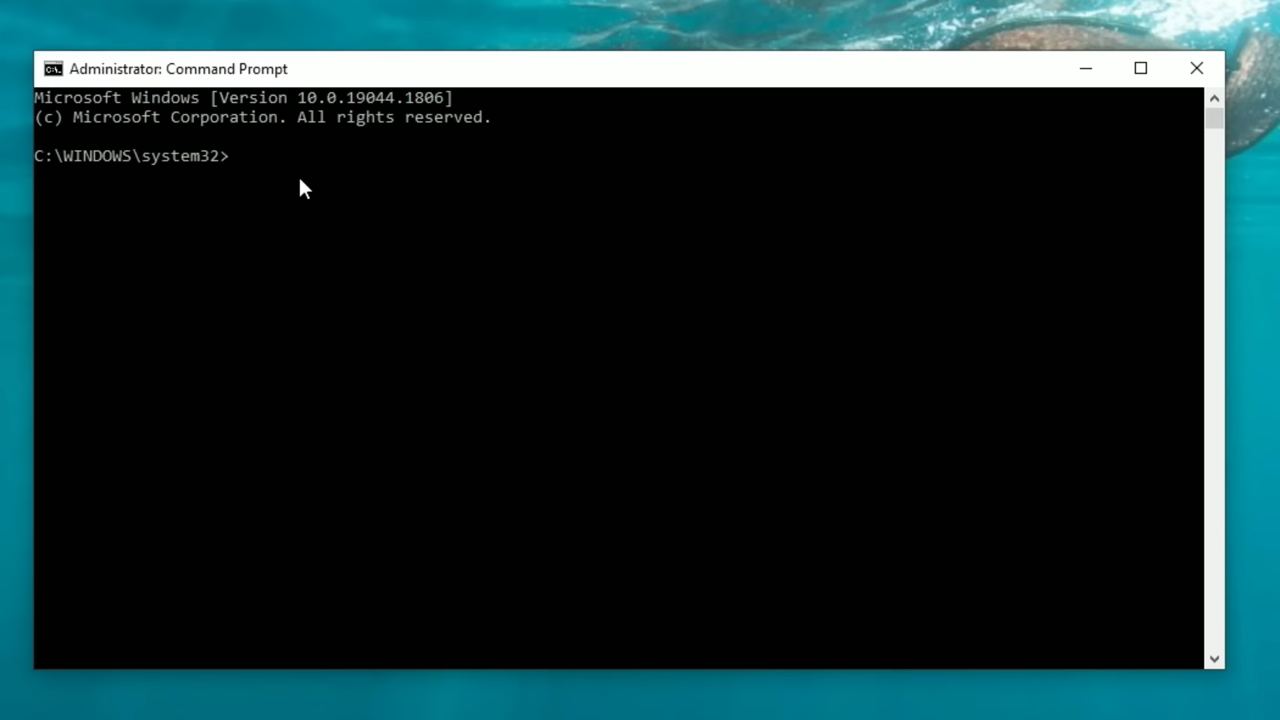 Administrator: Command Prompt
Microsoft Windows [Version 10.0.19044.1806]
(c) Microsoft Corporation. All rights reserved.
C:\WINDOWS\system32>